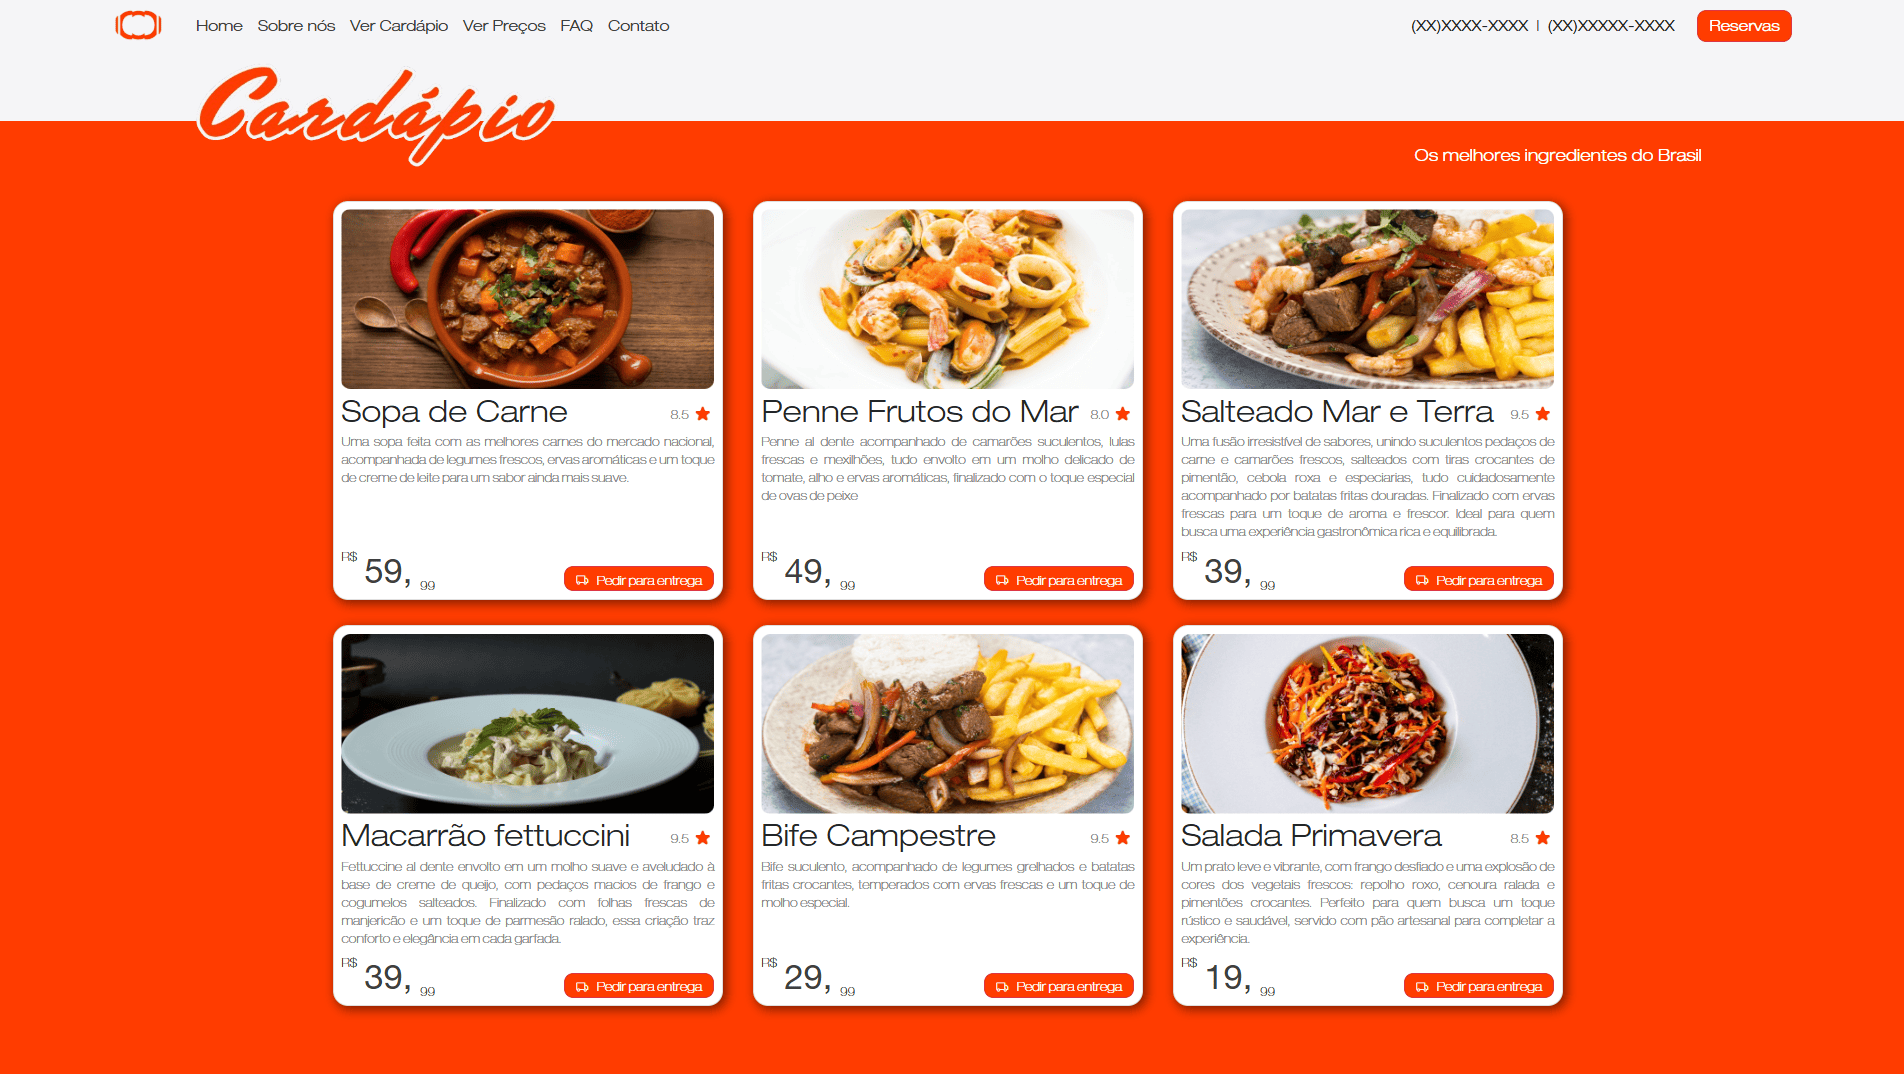 Home Sobre nós Ver Cardápio Ver Preços FAQ Contato (XX)XXXX-XXXX | (XX)XXXXX-XXXX Reservas
Cardápio
Os melhores ingredientes do Brasil
Sopa de Carne 8.5
Uma sopa feita com as melhores carnes do mercado nacional,
acompanhada de legumes frescos, ervas aromáticas e um toque
de creme de leite para um sabor ainda mais suave.
R$ 59, 99 Pedir para entrega
Penne Frutos do Mar 8.0
Penne al dente acompanhado de camarões suculentos, lulas
frescas e mexilhões, tudo envolto em um molho delicado de
tomate, alho e ervas aromáticas, finalizado com o toque especial
de ovas de peixe
R$ 49, 99 Pedir para entrega
Salteado Mar e Terra 9.5
Uma fusão irresistível de sabores, unindo suculentos pedaços de
carne e camarões frescos, salteados com tiras crocantes de
pimentão, cebola roxa e especiarias, tudo cuidadosamente
acompanhado por batatas fritas douradas. Finalizado com ervas
frescas para um toque de aroma e frescor. Ideal para quem
busca uma experiência gastronômica rica e equilibrada.
R$ 39, 99 Pedir para entrega
Macarrão fettuccini 9.5
Fettuccine al dente envolto em um molho suave e aveludado à
base de creme de queijo, com pedaços macios de frango e
cogumelos salteados. Finalizado com folhas frescas de
manjericão e um toque de parmesão ralado, essa criação traz
conforto e elegância em cada garfada.
R$ 39, 99 Pedir para entrega
Bife Campestre 9.5
Bife suculento, acompanhado de legumes grelhados e batatas
fritas crocantes, temperados com ervas frescas e um toque de
molho especial.
R$ 29, 99 Pedir para entrega
Salada Primavera 8.5
Um prato leve e vibrante, com frango desfiado e uma explosão de
cores dos vegetais frescos: repolho roxo, cenoura ralada e
pimentões crocantes. Perfeito para quem busca um toque
rústico e saudável, servido com pão artesanal para completar a
experiência.
R$ 19, 99 Pedir para entrega